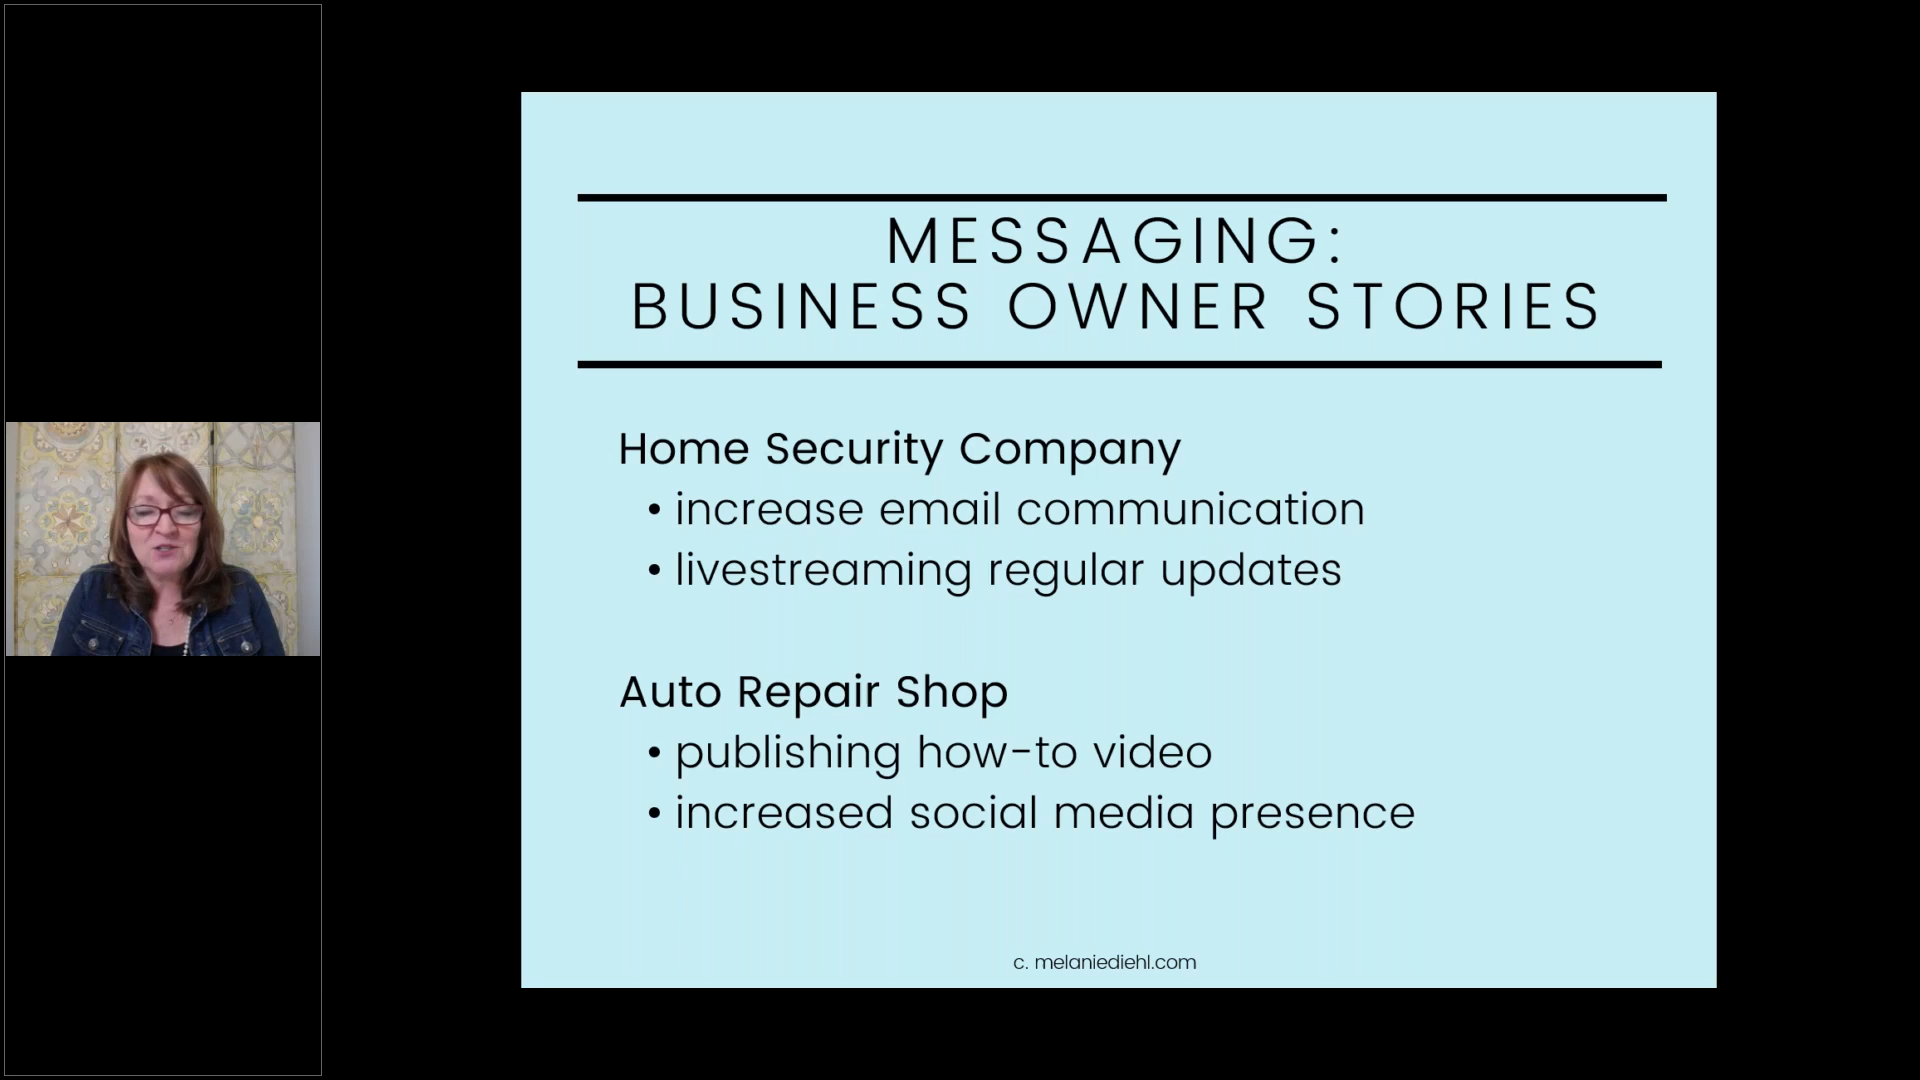 MESSAGING:
BUSINESS OWNER STORIES
Home Security Company
• increase email communication
• livestreaming regular updates
Auto Repair Shop
• publishing how-to video
• increased social media presence
c. melaniediehl.com